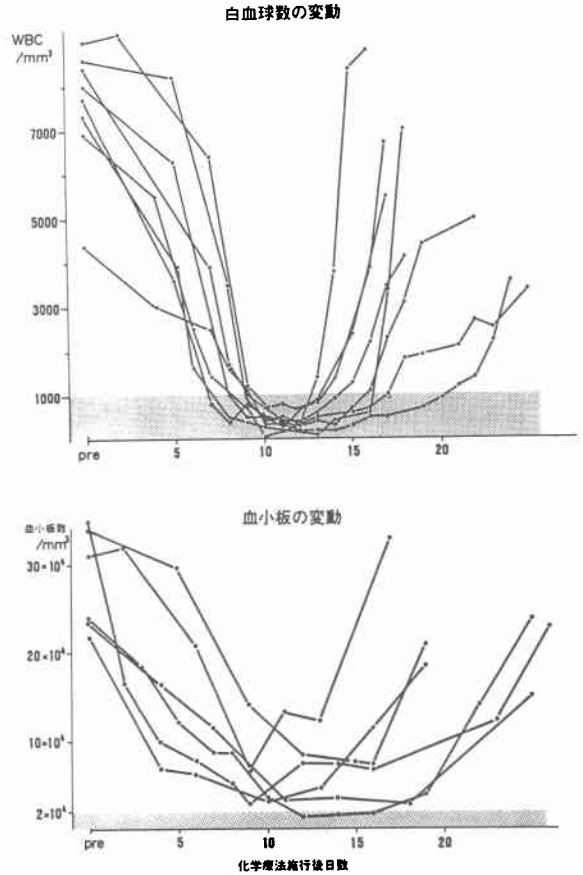 白血球数の変動
WBC
/mm³
7000
5000
3000
1000
pre
5
10
15
20
血小板の変動
血小板数
/mm³
30×10⁴
20×10⁴
10×10⁴
2×10⁴
pre
5
10
15
20
化学療法施行後日数